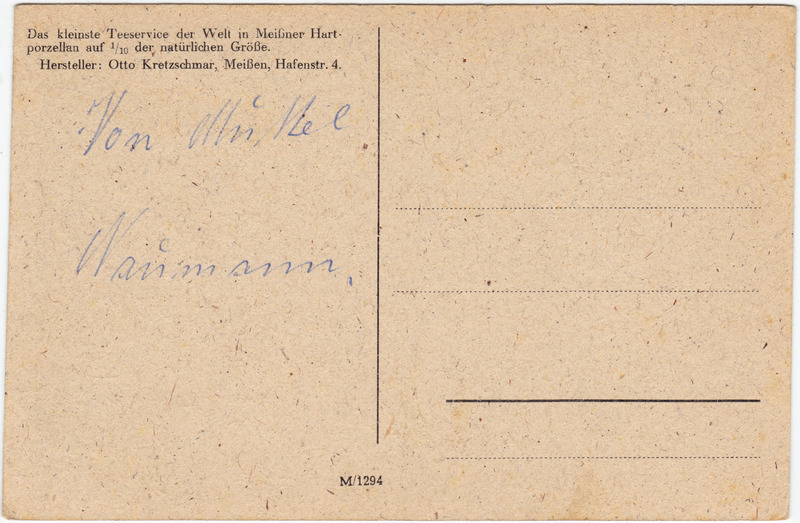 Das kleinste Teeservice der Welt in Meißner Hart-
porzellan auf 1/10 der natürlichen Größe.
Hersteller: Otto Kretzschmar, Meißen, Hafenstr. 4.
Von
Naumann.
M/1294